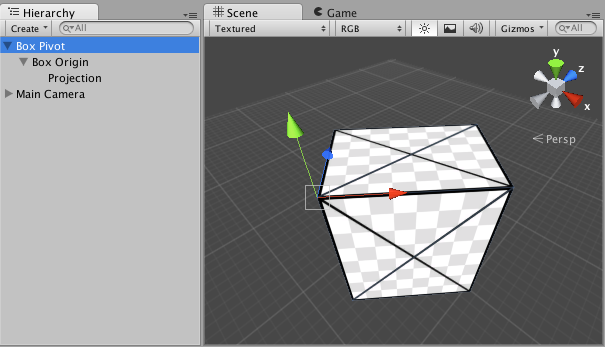 Hierarchy
Create
All
Box Pivot
Box Origin
Projection
Main Camera
Scene
Game
Textured
RGB
Gizmos
All
y
z
x
Persp